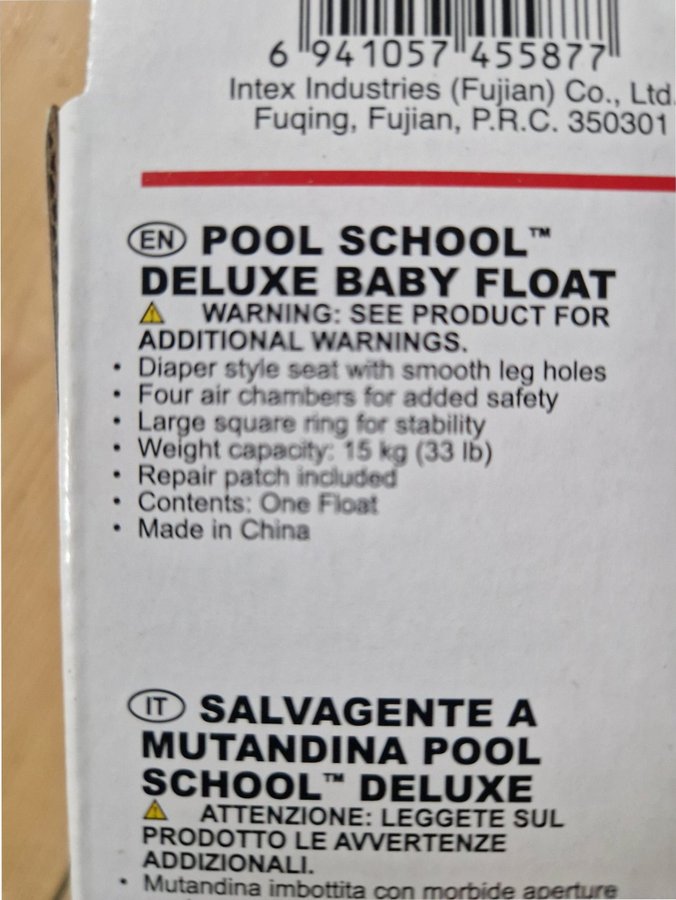 6 941057 455877
Intex Industries (Fujian) Co., Ltd.
Fuqing, Fujian, P.R.C. 350301
EN POOL SCHOOL™
DELUXE BABY FLOAT
WARNING: SEE PRODUCT FOR
ADDITIONAL WARNINGS.
• Diaper style seat with smooth leg holes
• Four air chambers for added safety
• Large square ring for stability
• Weight capacity: 15 kg (33 lb)
• Repair patch included
• Contents: One Float
• Made in China
IT SALVAGENTE A
MUTANDINA POOL
SCHOOL™ DELUXE
ATTENZIONE: LEGGETE SUL
PRODOTTO LE AVVERTENZE
ADDIZIONALI.
• Mutandina imbottita con morbide aperture